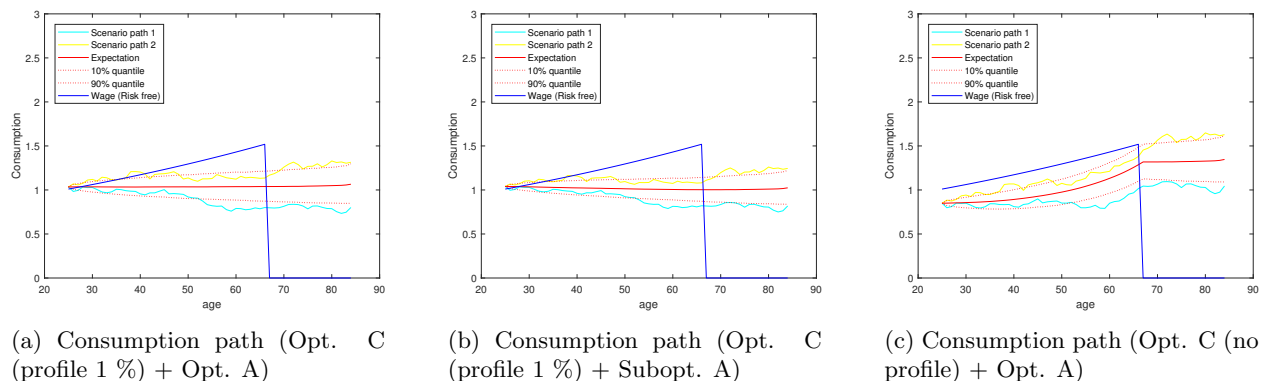 3
2.5
2
1.5
1
0.5
0
Consumption
Scenario path 1
Scenario path 2
Expectation
10% quantile
90% quantile
Wage (Risk free)
20 30 40 50 60 70 80 90
age
(a) Consumption path (Opt. C
(profile 1 %) + Opt. A)
3
2.5
2
1.5
1
0.5
0
Consumption
Scenario path 1
Scenario path 2
Expectation
10% quantile
90% quantile
Wage (Risk free)
20 30 40 50 60 70 80 90
age
(b) Consumption path (Opt. C
(profile 1 %) + Subopt. A)
3
2.5
2
1.5
1
0.5
0
Consumption
Scenario path 1
Scenario path 2
Expectation
10% quantile
90% quantile
Wage (Risk free)
20 30 40 50 60 70 80 90
age
(c) Consumption path (Opt. C (no
profile) + Opt. A)